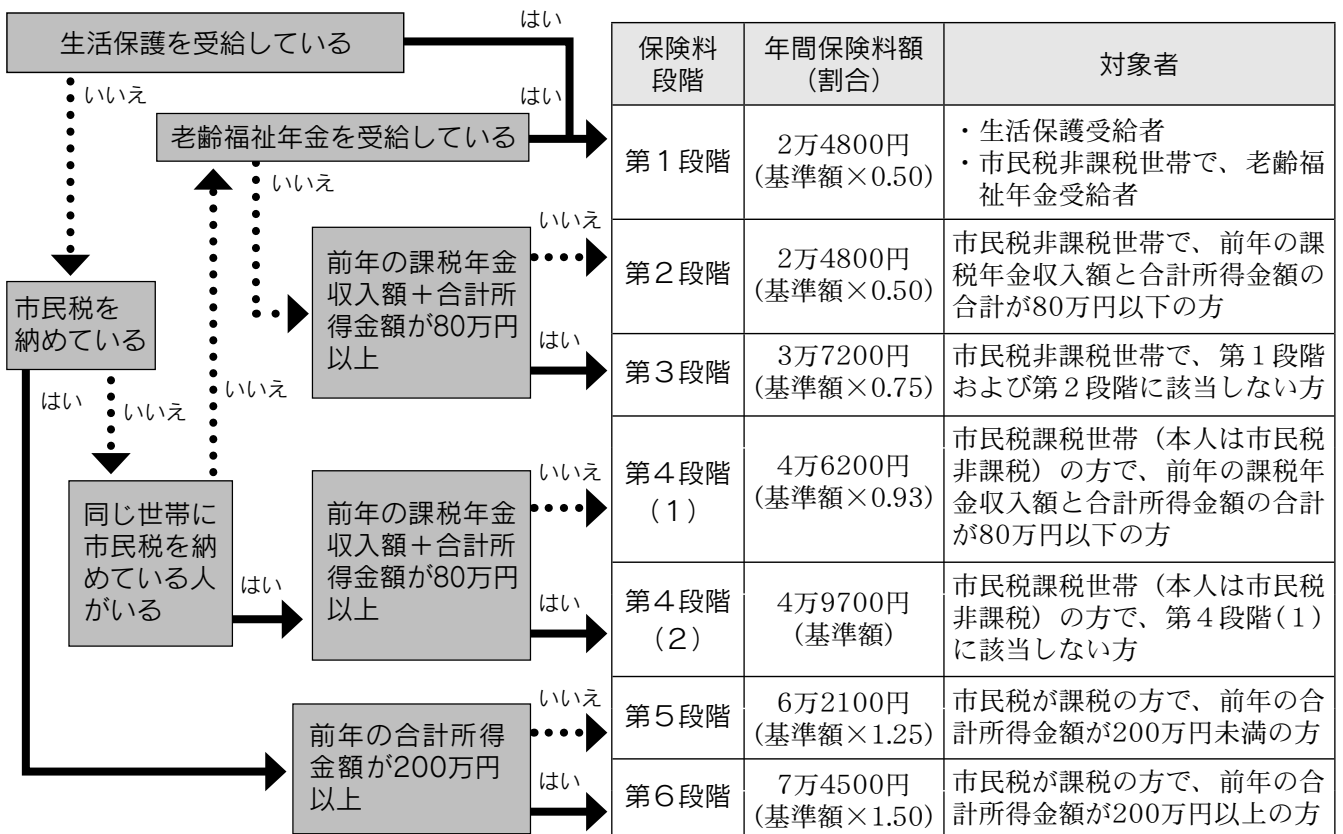 生活保護を受給している
はい
いいえ
老齢福祉年金を受給している
はい
いいえ
前年の課税年金
収入額＋合計所
得金額が80万円
以上
いいえ
はい
市民税を
納めている
はい
いいえ
いいえ
同じ世帯に
市民税を納
めている人
がいる
はい
前年の課税年金
収入額＋合計所
得金額が80万円
以上
いいえ
はい
前年の合計所得
金額が200万円
以上
いいえ
はい
保険料
段階
年間保険料額
（割合）
対象者
第１段階
2万4800円
(基準額×0.50)
・生活保護受給者
・市民税非課税世帯で、老齢福
祉年金受給者
第２段階
2万4800円
(基準額×0.50)
市民税非課税世帯で、前年の課
税年金収入額と合計所得金額の
合計が80万円以下の方
第３段階
3万7200円
(基準額×0.75)
市民税非課税世帯で、第１段階
および第２段階に該当しない方
第４段階
（１）
4万6200円
(基準額×0.93)
市民税課税世帯（本人は市民税
非課税）の方で、前年の課税年
金収入額と合計所得金額の合計
が80万円以下の方
第４段階
（２）
4万9700円
(基準額)
市民税課税世帯（本人は市民税
非課税）の方で、第４段階(１)
に該当しない方
第５段階
6万2100円
(基準額×1.25)
市民税が課税の方で、前年の合
計所得金額が200万円未満の方
第６段階
7万4500円
(基準額×1.50)
市民税が課税の方で、前年の合
計所得金額が200万円以上の方